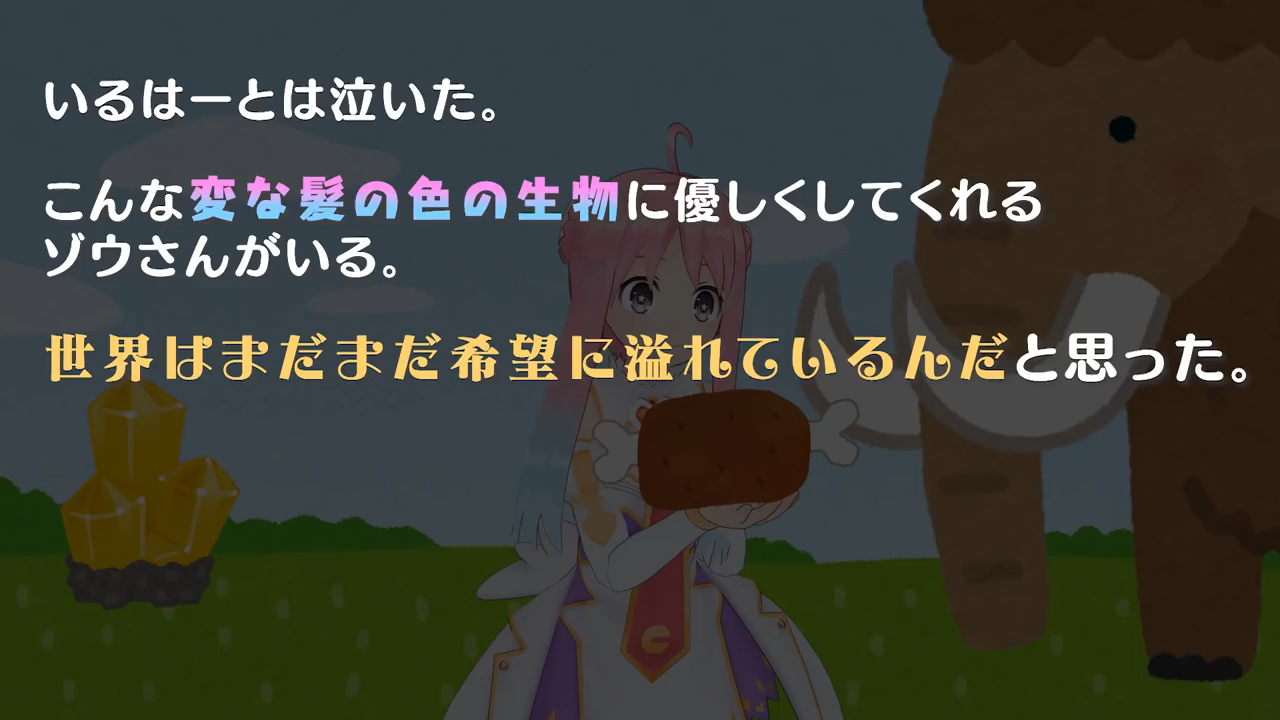 いるはーとは泣いた。
こんな変な髪の色の生物に優しくしてくれる
ゾウさんがいる。
世界はまだまだ希望に溢れているんだと思った。